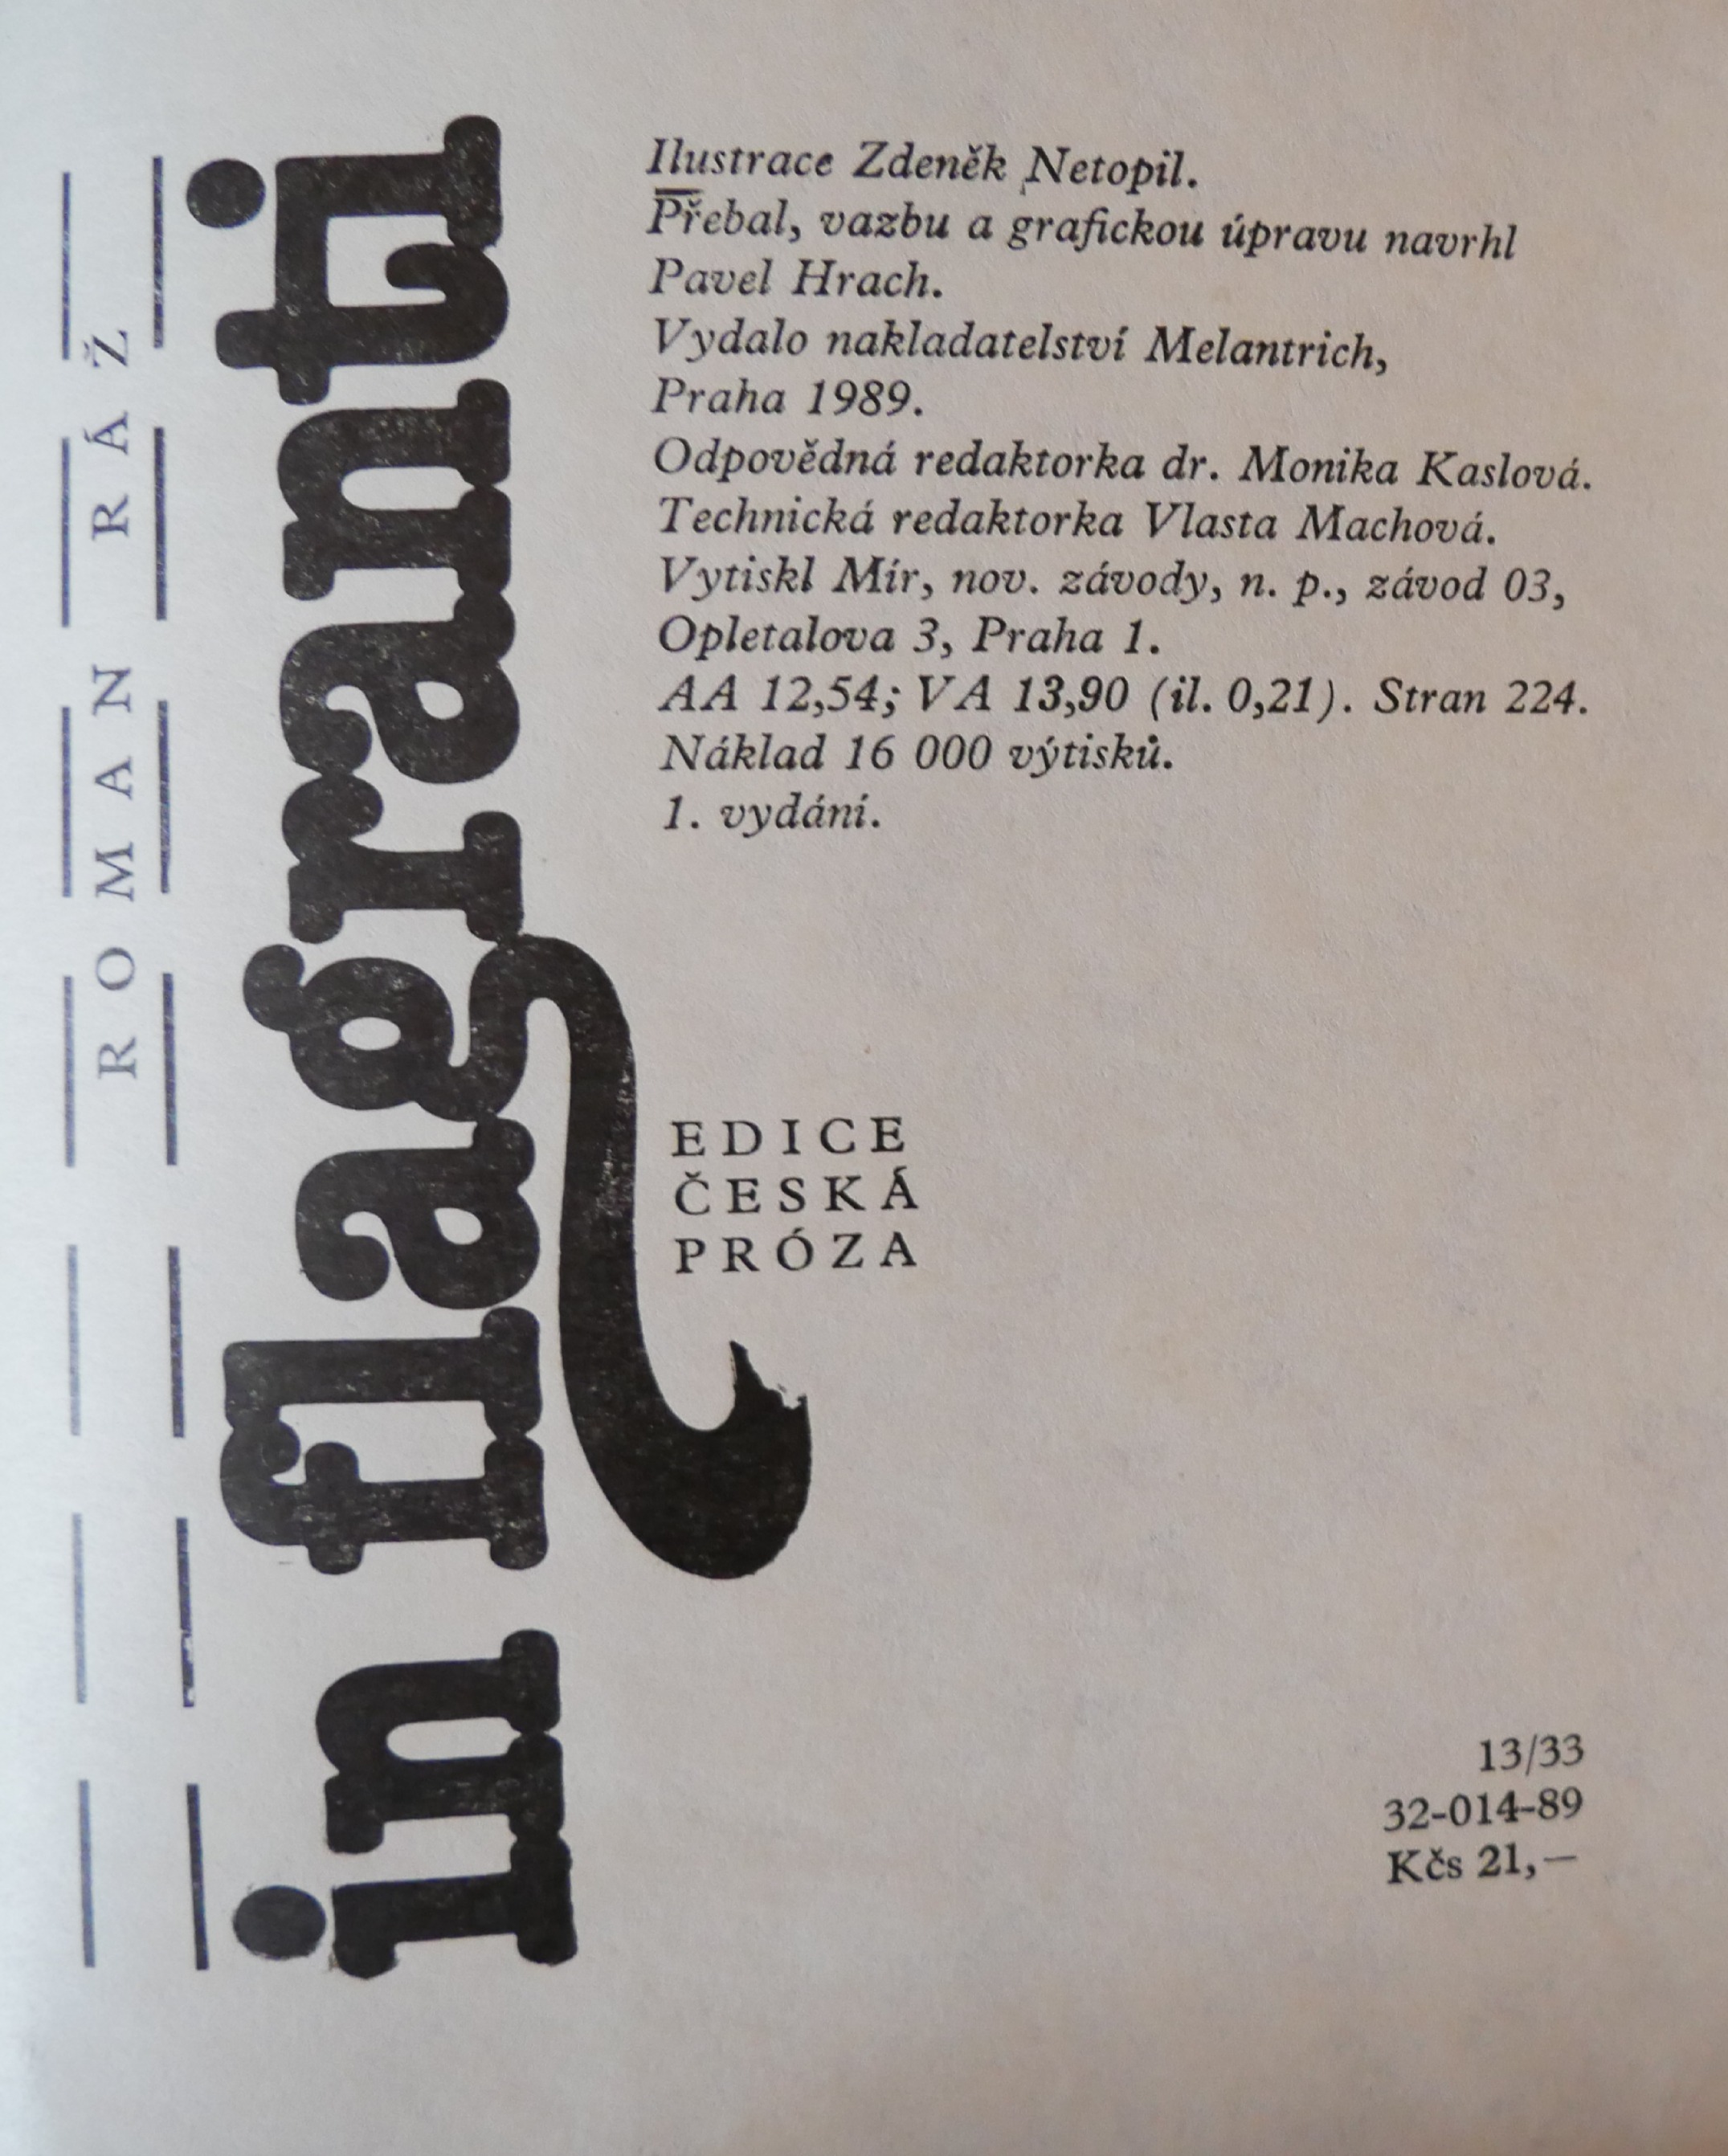 ROMAN RÁŽ
in flagranti
Ilustrace Zdeněk Netopil.
Přebal, vazbu a grafickou úpravu navrhl
Pavel Hrach.
Vydalo nakladatelství Melantrich,
Praha 1989.
Odpovědná redaktorka dr. Monika Kaslová.
Technická redaktorka Vlasta Machová.
Vytiskl Mír, nov. závody, n. p., závod 03,
Opletalova 3, Praha 1.
AA 12,54; VA 13,90 (il. 0,21). Stran 224.
Náklad 16 000 výtisků.
1. vydání.
EDICE
ČESKÁ
PRÓZA
13/33
32-014-89
Kčs 21,—